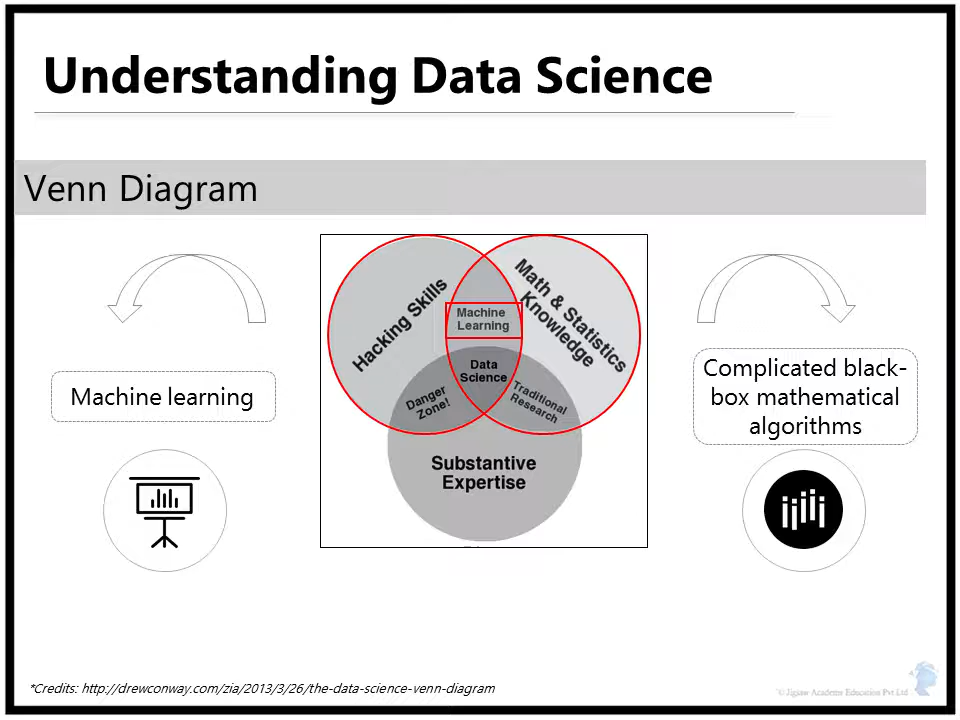 Understanding Data Science
Venn Diagram
Hacking Skills
Math & Statistics
Knowledge
Machine
Learning
Data
Science
Danger
Zone!
Traditional
Research
Substantive
Expertise
Machine learning
Complicated black-
box mathematical
algorithms
*Credits: http://drewconway.com/zia/2013/3/26/the-data-science-venn-diagram
© Jigsaw Academy Education Pvt Ltd